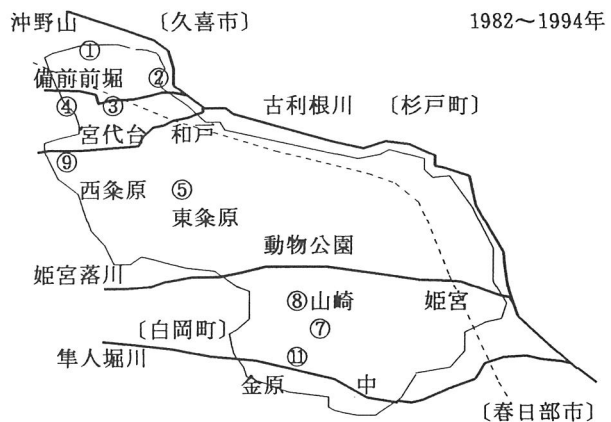 沖野山 〔久喜市〕 1982〜1994年
①
備前前堀 ②
④ ③ 古利根川 〔杉戸町〕
宮代台 和戸
⑨
西粂原 ⑤
東粂原
動物公園
姫宮落川
⑧山崎 姫宮
〔白岡町〕 ⑦
隼人堀川 ⑪
金原 中
〔春日部市〕